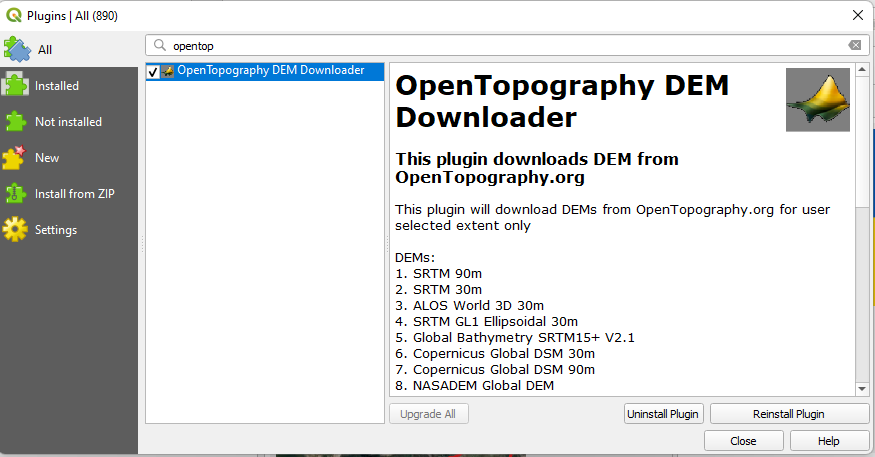 Plugins | All (890)
All
opentop
Installed
Not installed
New
Install from ZIP
Settings
OpenTopography DEM Downloader
OpenTopography DEM
Downloader
This plugin downloads DEM from
OpenTopography.org
This plugin will download DEMs from OpenTopography.org for user
selected extent only
DEMs:
1. SRTM 90m
2. SRTM 30m
3. ALOS World 3D 30m
4. SRTM GL1 Ellipsoidal 30m
5. Global Bathymetry SRTM15+ V2.1
6. Copernicus Global DSM 30m
7. Copernicus Global DSM 90m
8. NASADEM Global DEM
Upgrade All
Uninstall Plugin
Reinstall Plugin
Close
Help